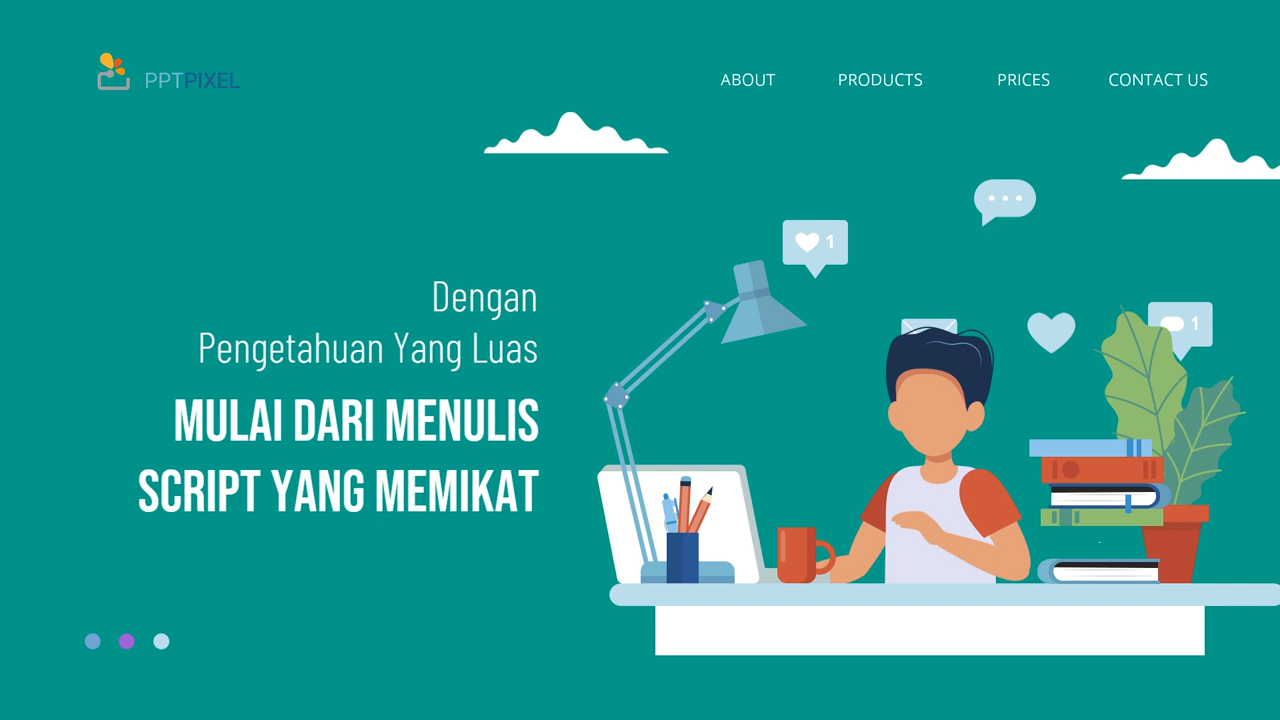 PPTPIXEL
ABOUT PRODUCTS PRICES CONTACT US
1
1
Dengan
Pengetahuan Yang Luas
MULAI DARI MENULIS
SCRIPT YANG MEMIKAT